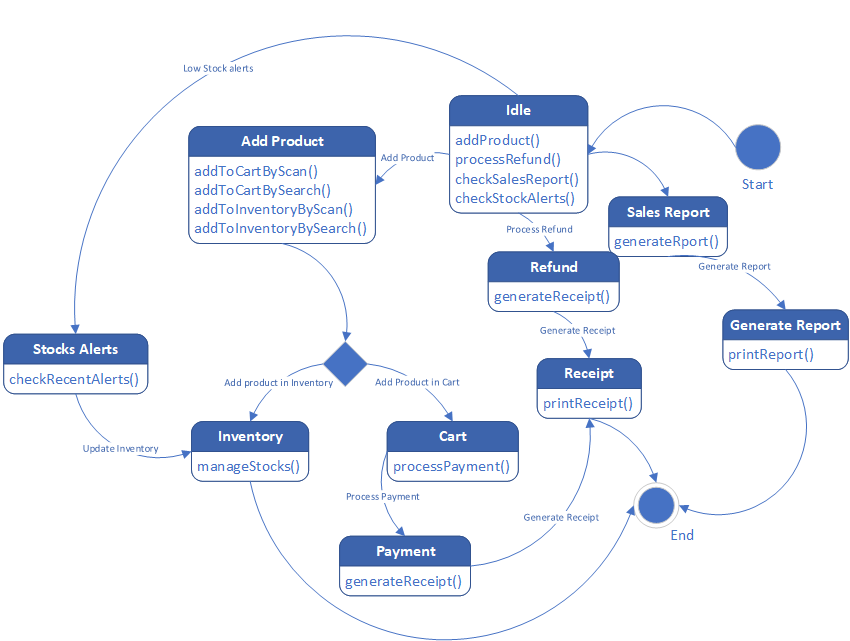 Low Stock alerts
Idle
addProduct()
processRefund()
checkSalesReport()
checkStockAlerts()
Start
Add Product
addToCartByScan()
addToCartBySearch()
addToInventoryByScan()
addToInventoryBySearch()
Add Product
Sales Report
generateRport()
Process Refund
Refund
generateReceipt()
Generate Report
Generate Report
printReport()
Generate Receipt
Stocks Alerts
checkRecentAlerts()
Receipt
printReceipt()
Add product in Inventory
Add Product in Cart
Inventory
manageStocks()
Cart
processPayment()
Update Inventory
Process Payment
Generate Receipt
End
Payment
generateReceipt()